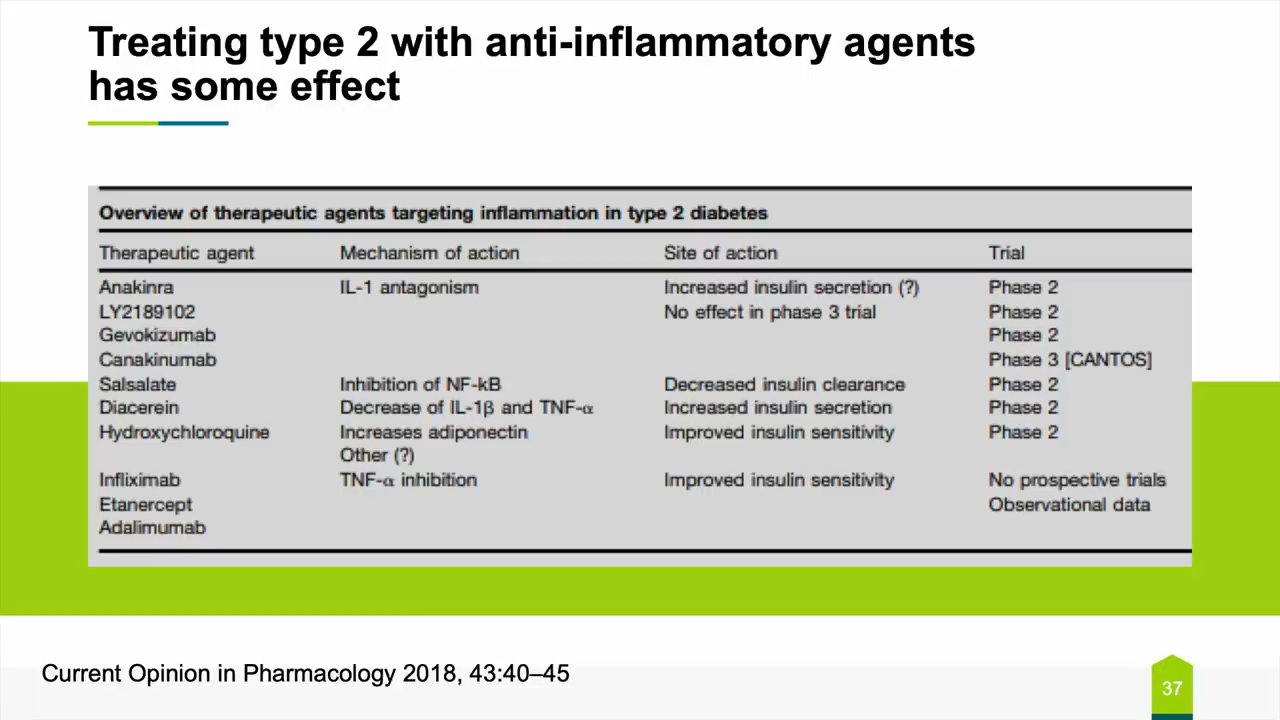 Treating type 2 with anti-inflammatory agents
has some effect
Overview of therapeutic agents targeting inflammation in type 2 diabetes
Therapeutic agent Mechanism of action Site of action Trial
Anakinra IL-1 antagonism Increased insulin secretion (?) Phase 2
LY2189102 No effect in phase 3 trial Phase 2
Gevokizumab Phase 2
Canakinumab Phase 3 [CANTOS]
Salsalate Inhibition of NF-kB Decreased insulin clearance Phase 2
Diacerein Decrease of IL-1β and TNF-α Increased insulin secretion Phase 2
Hydroxychloroquine Increases adiponectin Improved insulin sensitivity Phase 2
Other (?)
Infliximab TNF-α inhibition Improved insulin sensitivity No prospective trials
Etanercept Observational data
Adalimumab
Current Opinion in Pharmacology 2018, 43:40–45
37